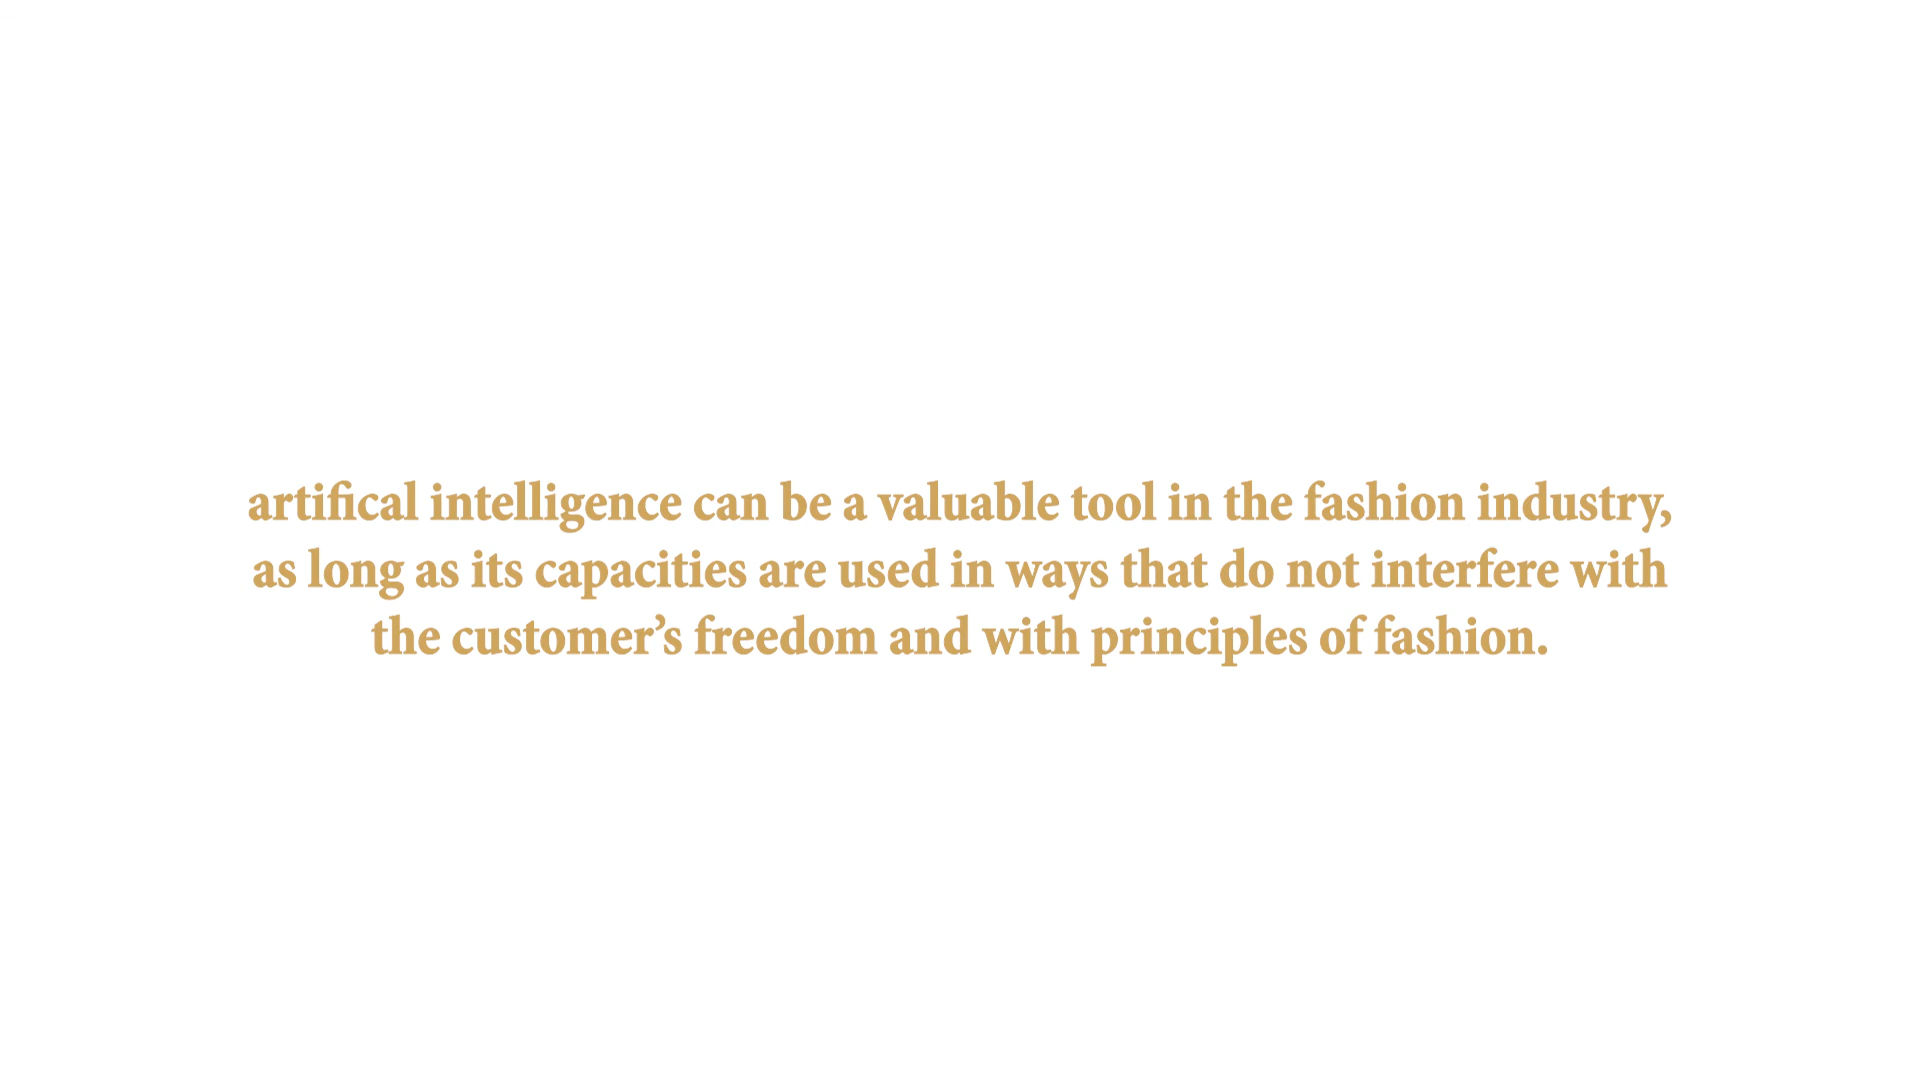 artifical intelligence can be a valuable tool in the fashion industry,
as long as its capacities are used in ways that do not interfere with
the customer’s freedom and with principles of fashion.